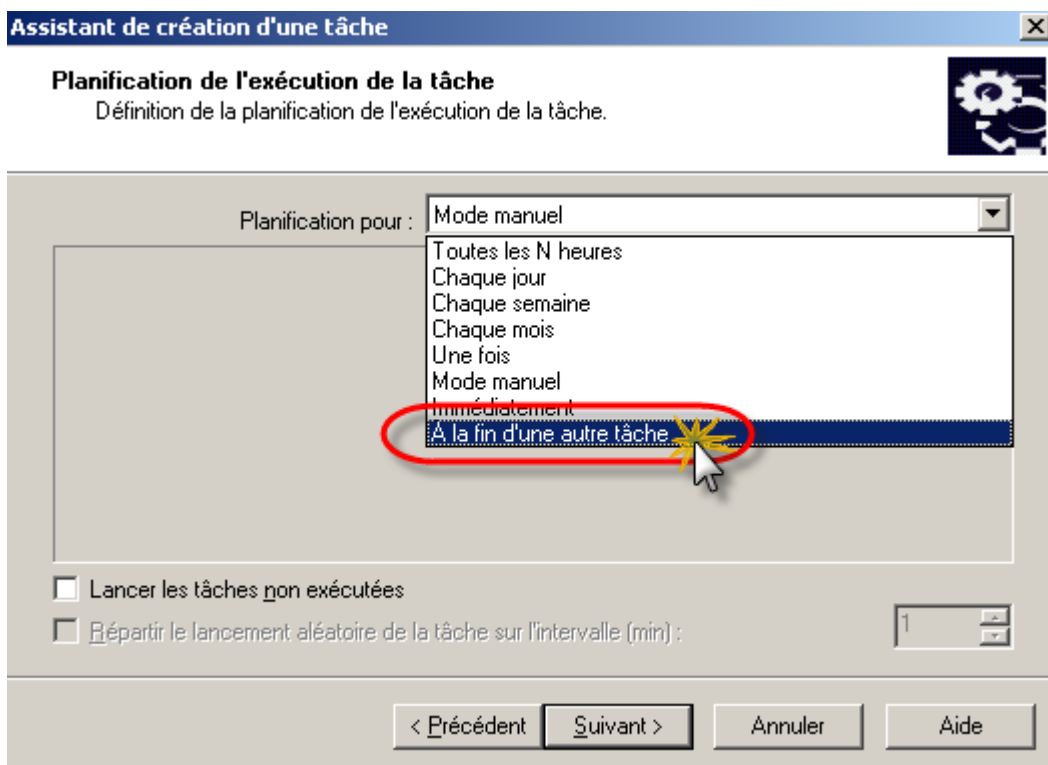 Assistant de création d'une tâche
Planification de l'exécution de la tâche
Définition de la planification de l'exécution de la tâche.
Planification pour : Mode manuel
Toutes les N heures
Chaque jour
Chaque semaine
Chaque mois
Une fois
Mode manuel
Immédiatement
À la fin d'une autre tâche
Lancer les tâches non exécutées
Répartir le lancement aléatoire de la tâche sur l'intervalle (min) : 1
< Précédent Suivant > Annuler Aide